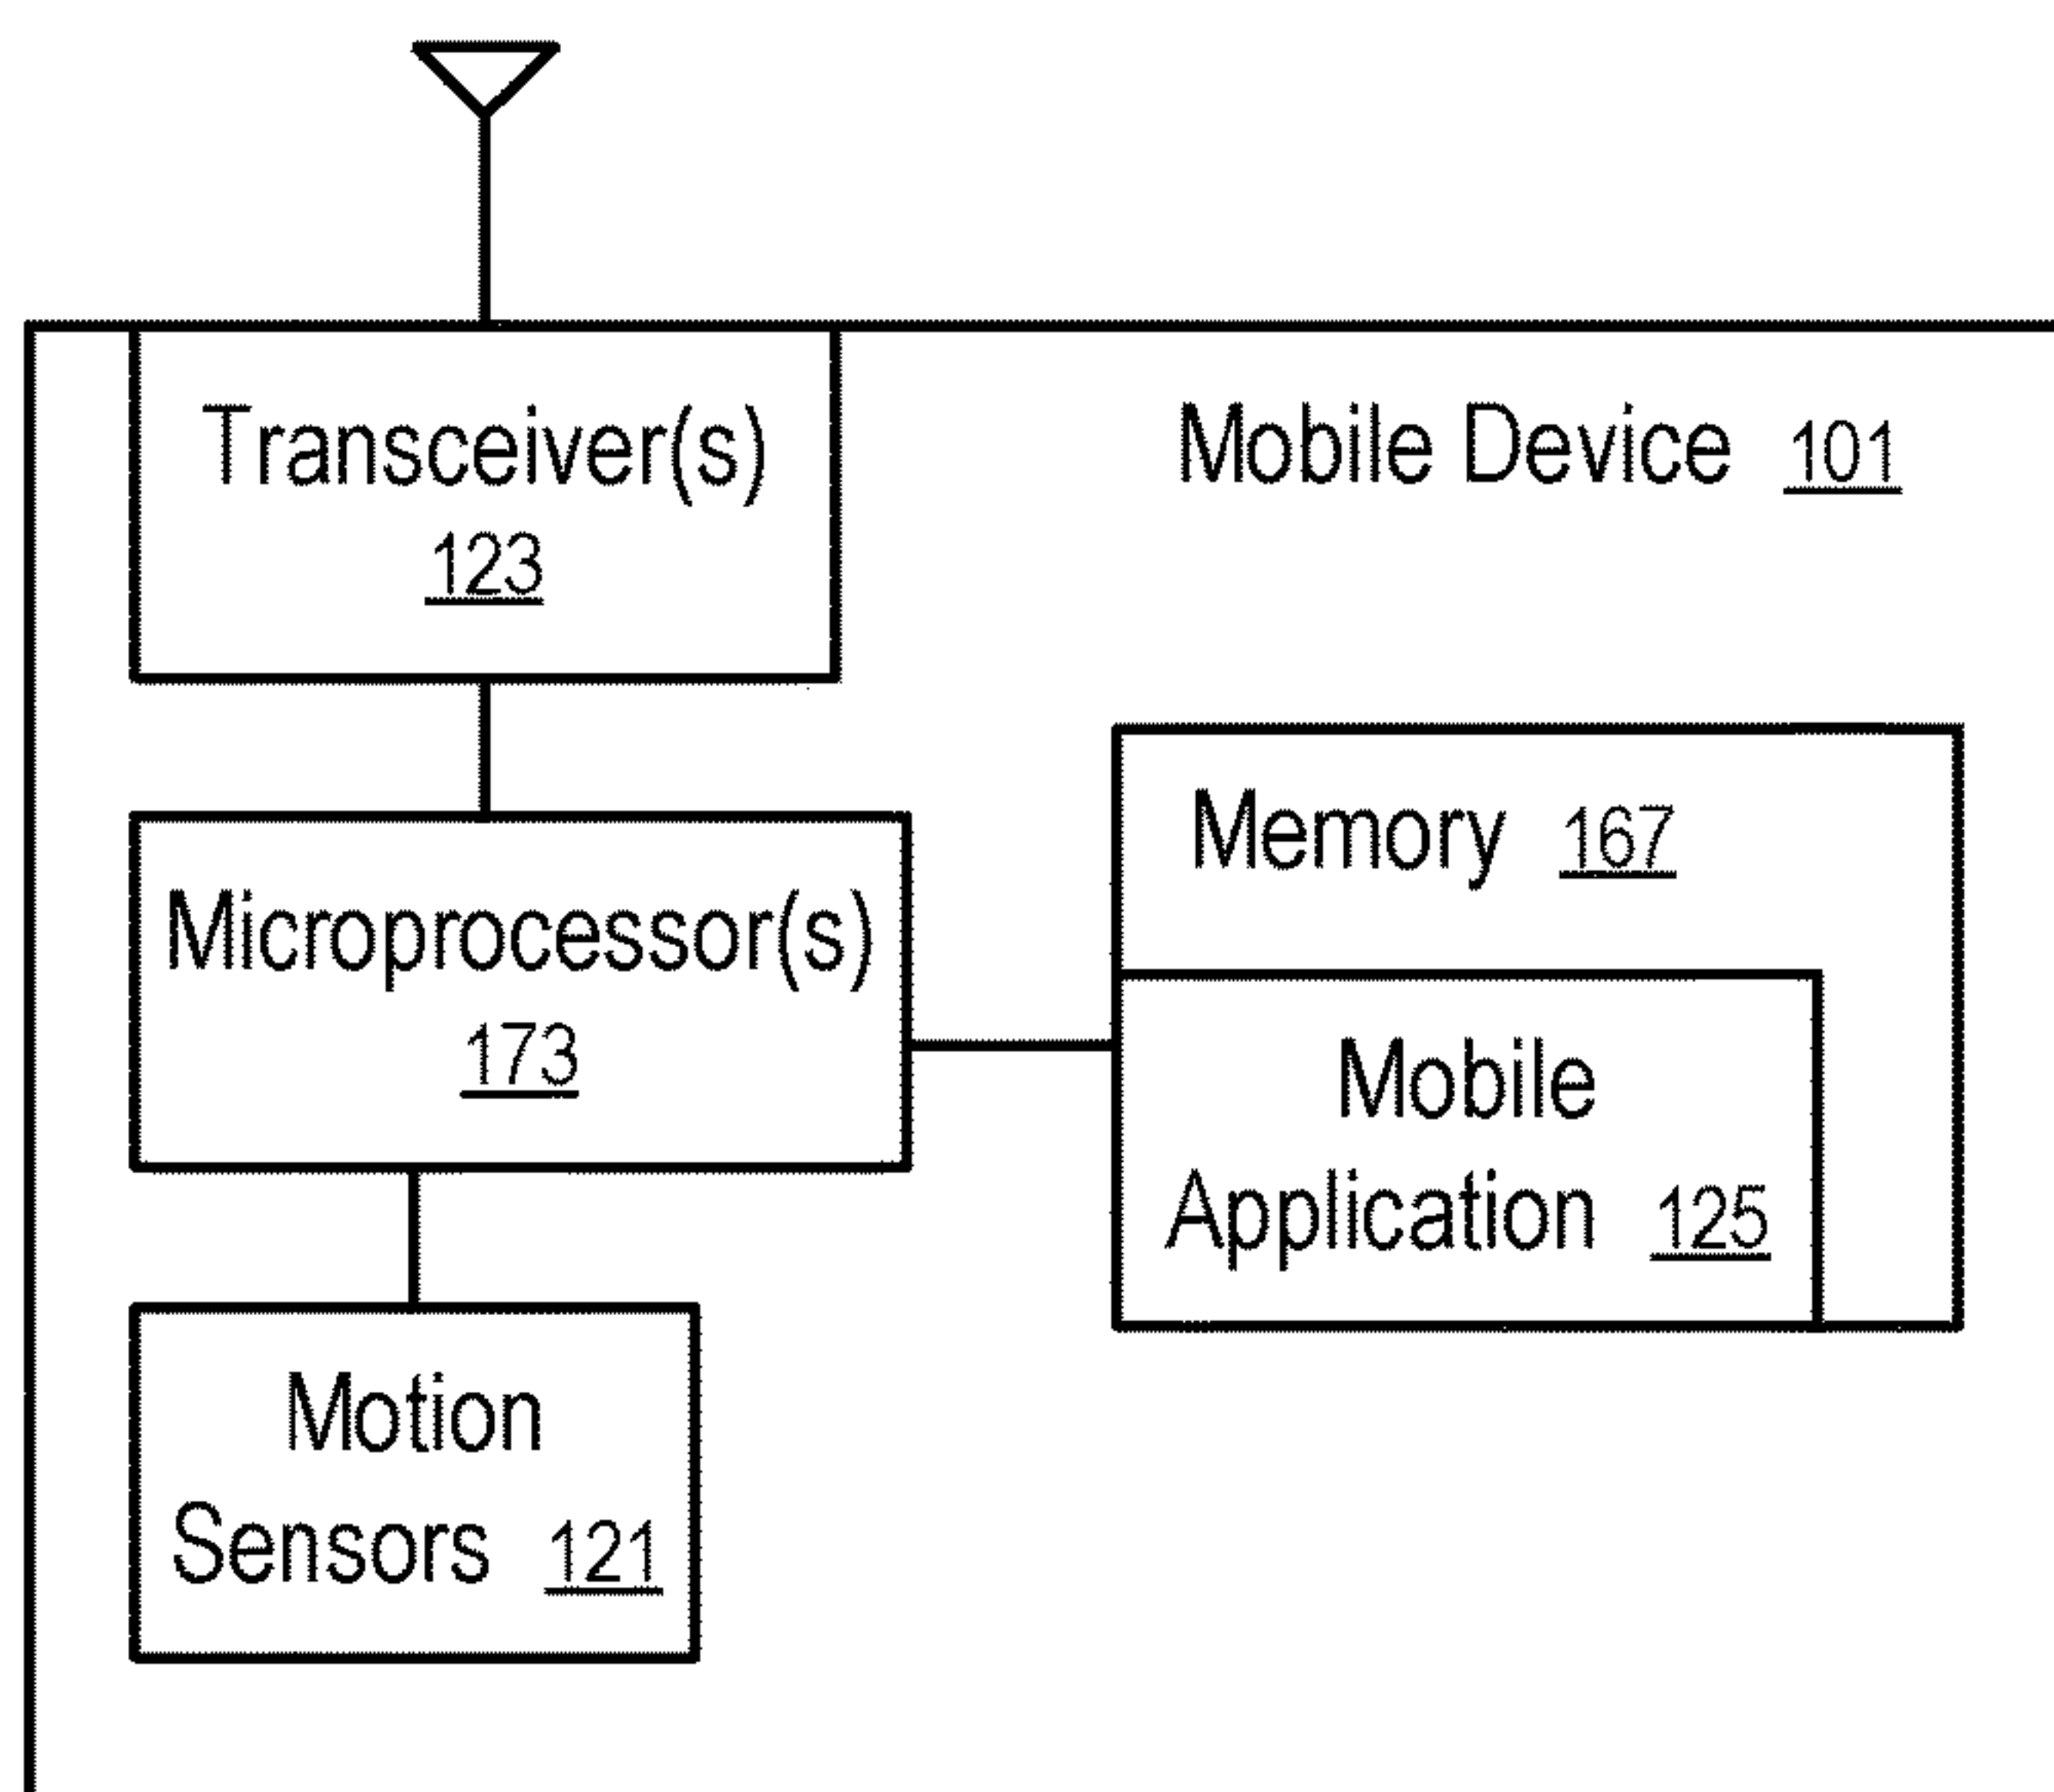 Transceiver(s)
123
Mobile Device 101
Memory 167
Microprocessor(s)
173
Mobile
Application 125
Motion
Sensors 121